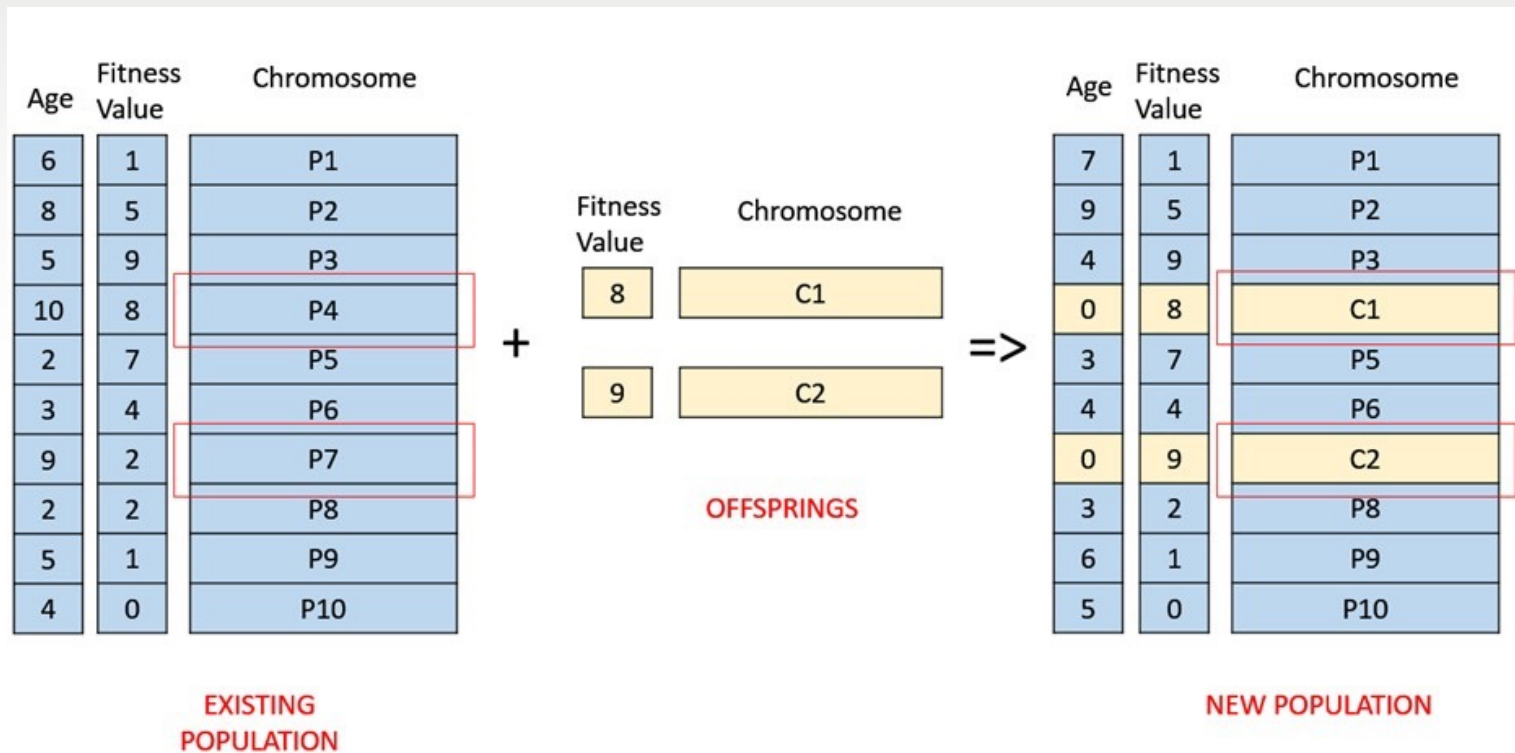 Age Fitness Value Chromosome
6 1 P1
8 5 P2
5 9 P3
10 8 P4
2 7 P5
3 4 P6
9 2 P7
2 2 P8
5 1 P9
4 0 P10
EXISTING
POPULATION
+
Fitness Value Chromosome
8 C1
9 C2
OFFSPRINGS
=>
Age Fitness Value Chromosome
7 1 P1
9 5 P2
4 9 P3
0 8 C1
3 7 P5
4 4 P6
0 9 C2
3 2 P8
6 1 P9
5 0 P10
NEW POPULATION